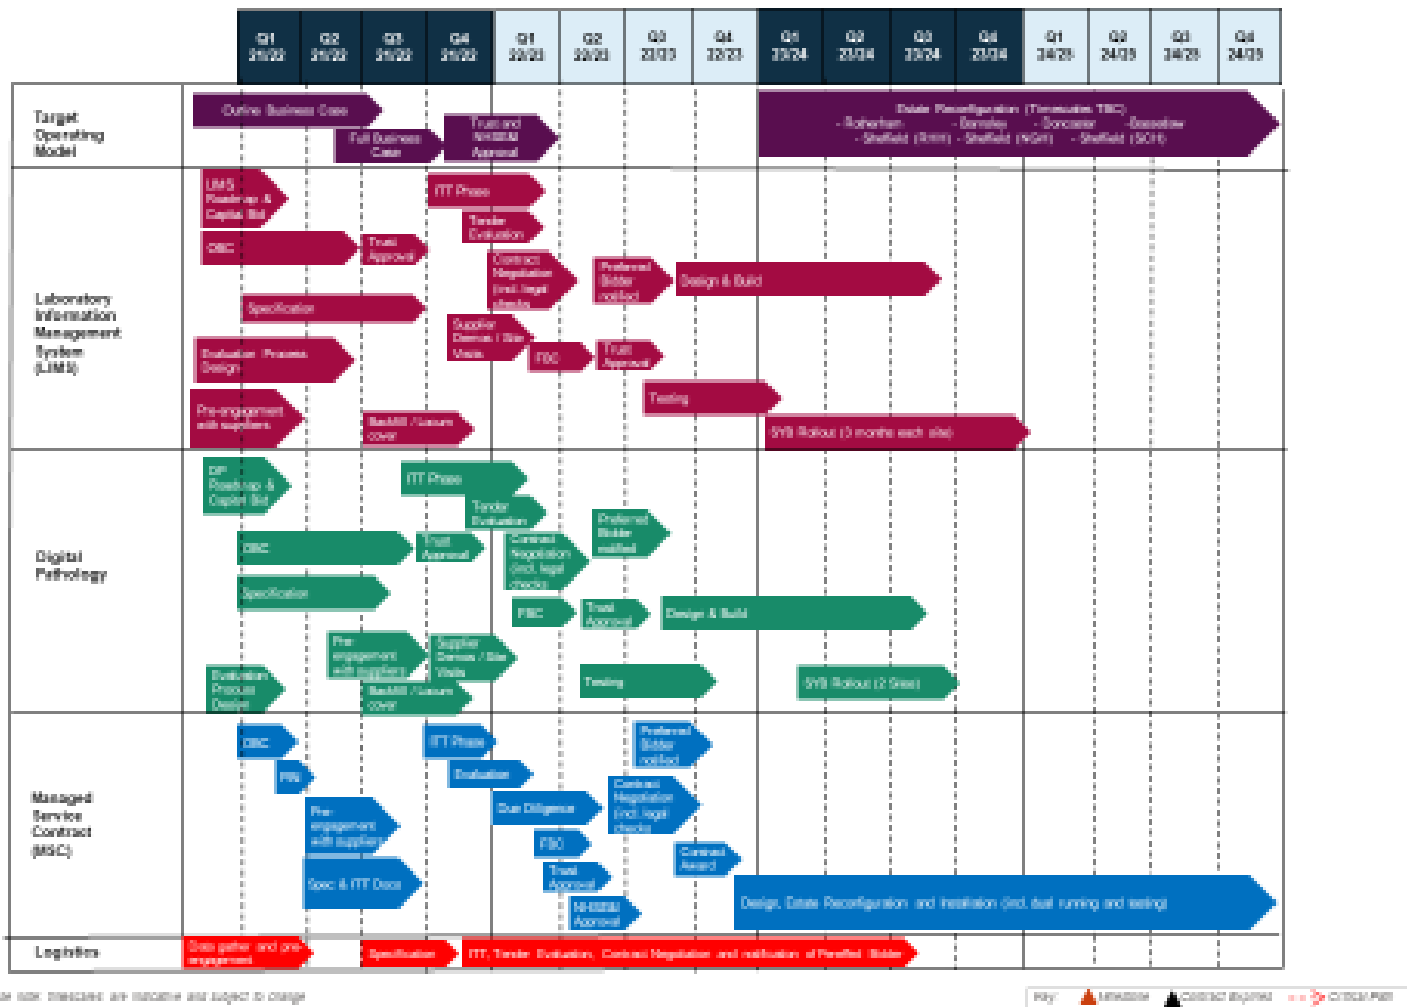 Q1 21/22
Q2 21/22
Q3 21/22
Q4 21/22
Q1 22/23
Q2 22/23
Q3 22/23
Q4 22/23
Q1 23/24
Q2 23/24
Q3 23/24
Q4 23/24
Q1 24/25
Q2 24/25
Q3 24/25
Q4 24/25
Target
Operating
Model
Outline Business Case
Full Business
Case
Trust and
NHSE/I
Approval
Estate Reconfiguration (Timescales TBC)
- Rotherham - Barnsley - Doncaster - Bassetlaw
- Sheffield (RHH) - Sheffield (NGH) - Sheffield (SCH)
Laboratory
Information
Management
System
(LIMS)
LIMS
Roadmap &
Capital Bid
ITT Phase
Tender
Evaluation
OBC
Trust
Approval
Contract
Negotiation
(incl. legal
checks
Preferred
Bidder
notified
Design & Build
Specification
Supplier
Demos / Site
Visits
FBC
Trust
Approval
Evaluation Process
Design
Testing
Pre-engagement
with suppliers
Backfill / Locum
cover
SYB Rollout (3 months each site)
Digital
Pathology
DP
Roadmap &
Capital Bid
ITT Phase
Tender
Evaluation
Preferred
Bidder
notified
OBC
Trust
Approval
Contract
Negotiation
(incl. legal
checks
Specification
FBC
Trust
Approval
Design & Build
Pre-
engagement
with suppliers
Supplier
Demos / Site
Visits
Evaluation
Process
Design
Backfill / Locum
cover
Testing
SYB Rollout (2 Sites)
Managed
Service
Contract
(MSC)
OBC
ITT Phase
Preferred
Bidder
notified
PIN
Evaluation
Pre-
engagement
with suppliers
Due Diligence
Contract
Negotiation
(incl. legal
checks
FBC
Contract
Award
Spec & ITT Docs
Trust
Approval
NHSE/I
Approval
Design, Estate Reconfiguration and Installation (incl. dual running and testing)
Logistics
Data gather and pre-
engagement
Specification
ITT, Tender Evaluation, Contract Negotiation and notification of Preferred Bidder
note: timescales are indicative and subject to change
Key: Milestone Contract Expires Critical Path